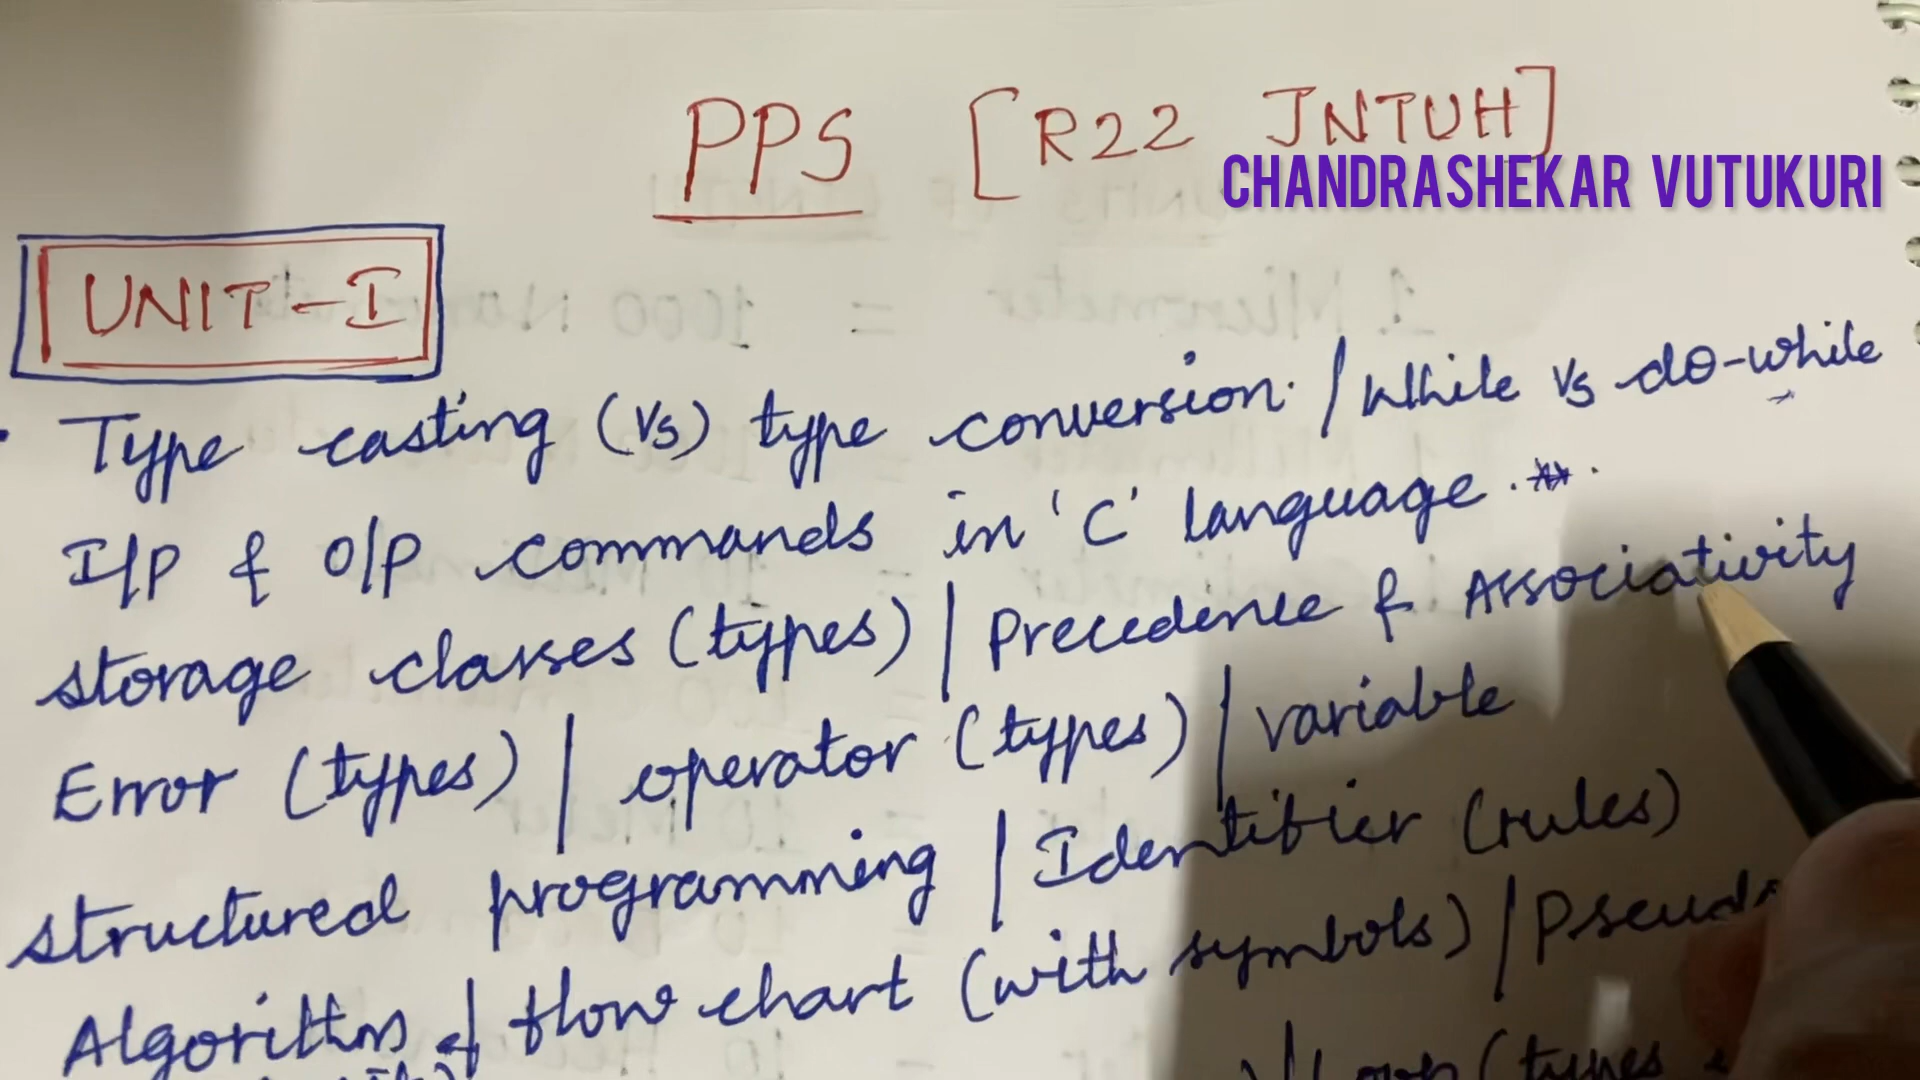 PPS [R22 JNTUH]
CHANDRASHEKAR VUTUKURI
UNIT-I
Type casting (Vs) type conversion. / While Vs do-while
I/p & O/p commands in 'C' language.
storage classes (types) | Precedence & Associativity
Error (types) | operator (types) | variable
structured programming | Identifier (rules)
Algorithm & flow chart (with symbols) | Pseudo
Loop (types